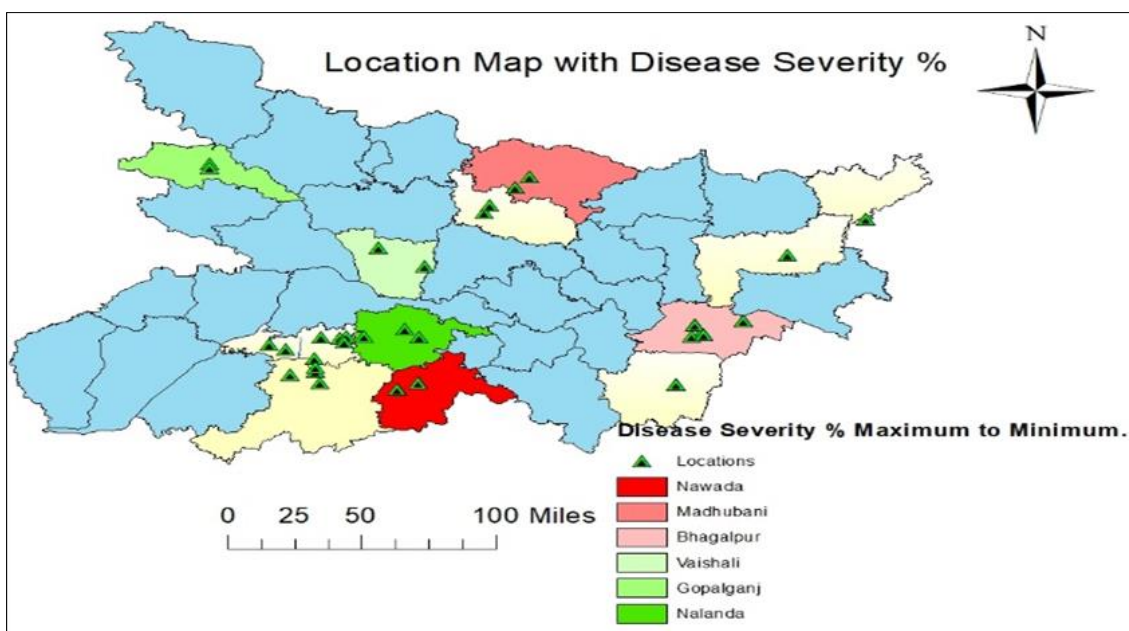 N
Location Map with Disease Severity %
Text
Disease Severity % Maximum to Minimum.
Locations
Nawada
Madhubani
Bhagalpur
Vaishali
Gopalganj
Nalanda
0 25 50 100 Miles